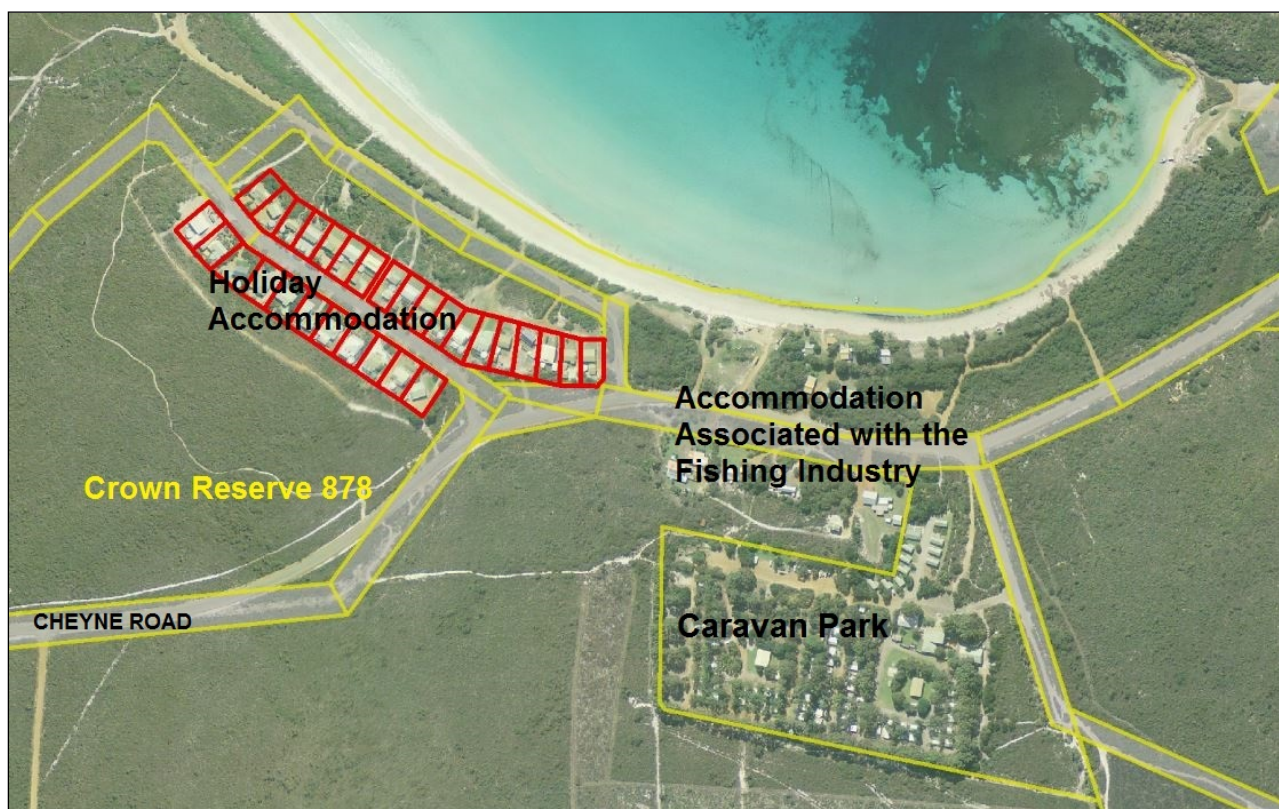 Holiday
Accommodation
Accommodation
Associated with the
Fishing Industry
Crown Reserve 878
CHEYNE ROAD
Caravan Park